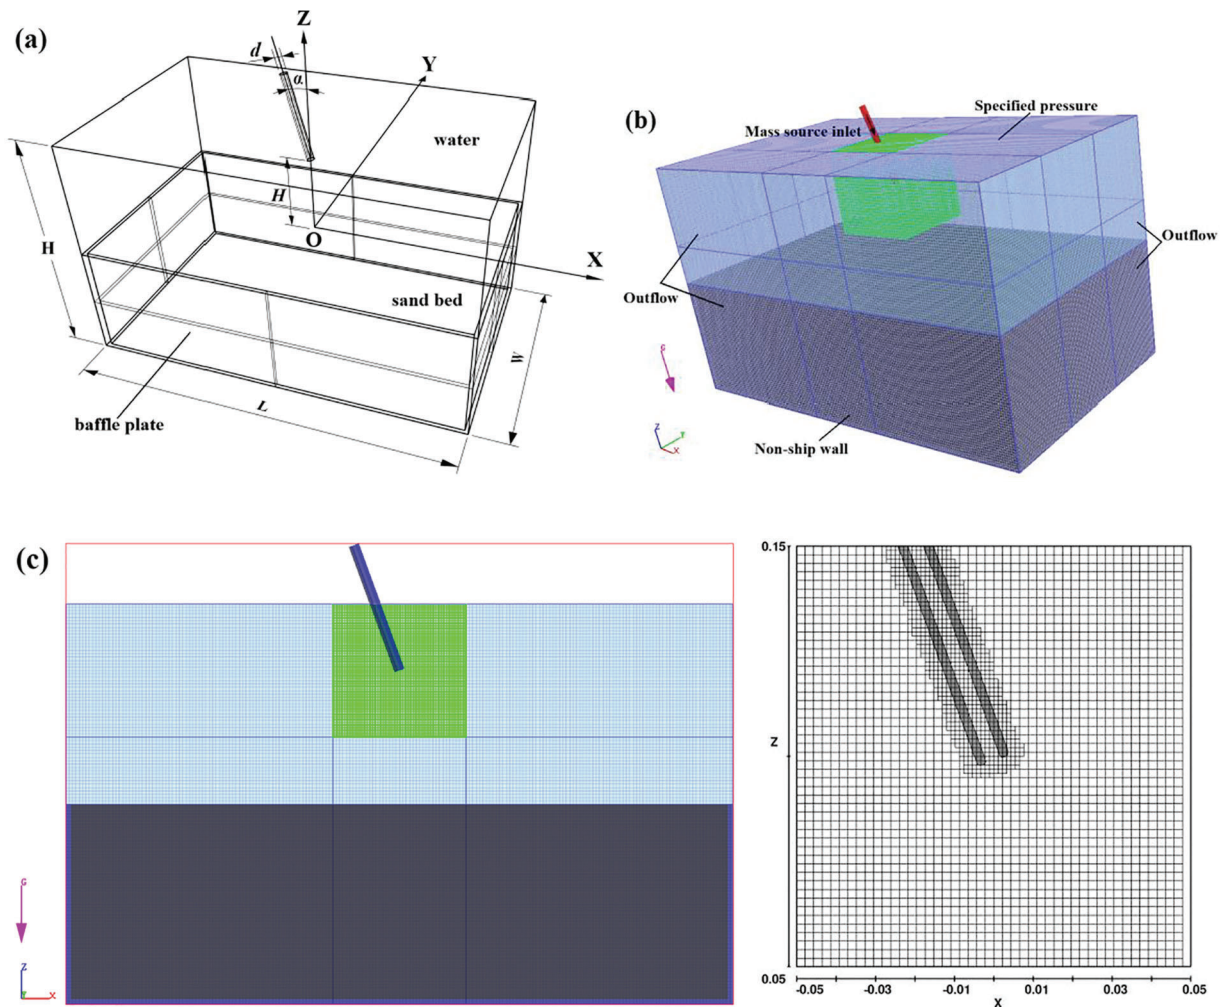 (a)
Z
d
α
Y
water
H
H
O
X
sand bed
W
L
baffle plate
(b)
Specified pressure
Mass source inlet
Outflow
Outflow
Non-ship wall
G
Z
Y
X
(c)
G
Z
Y
X
0.15
Z
0.05
-0.05
-0.03
-0.01
0.01
0.03
0.05
X